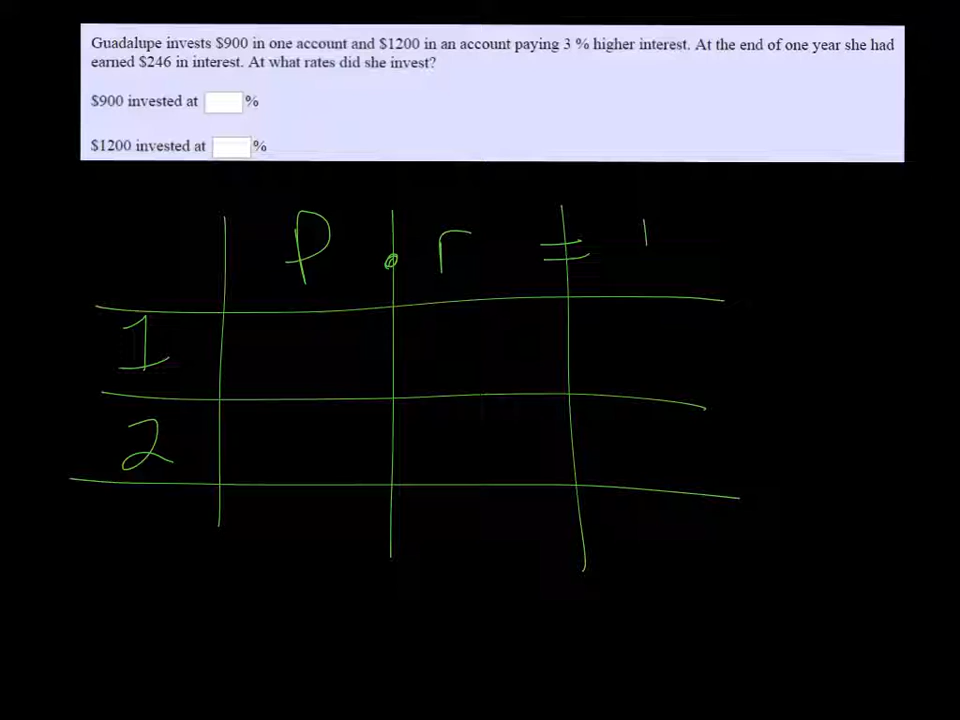 Guadalupe invests $900 in one account and $1200 in an account paying 3 % higher interest. At the end of one year she had
earned $246 in interest. At what rates did she invest?
$900 invested at %
$1200 invested at %
P · r =
1
2